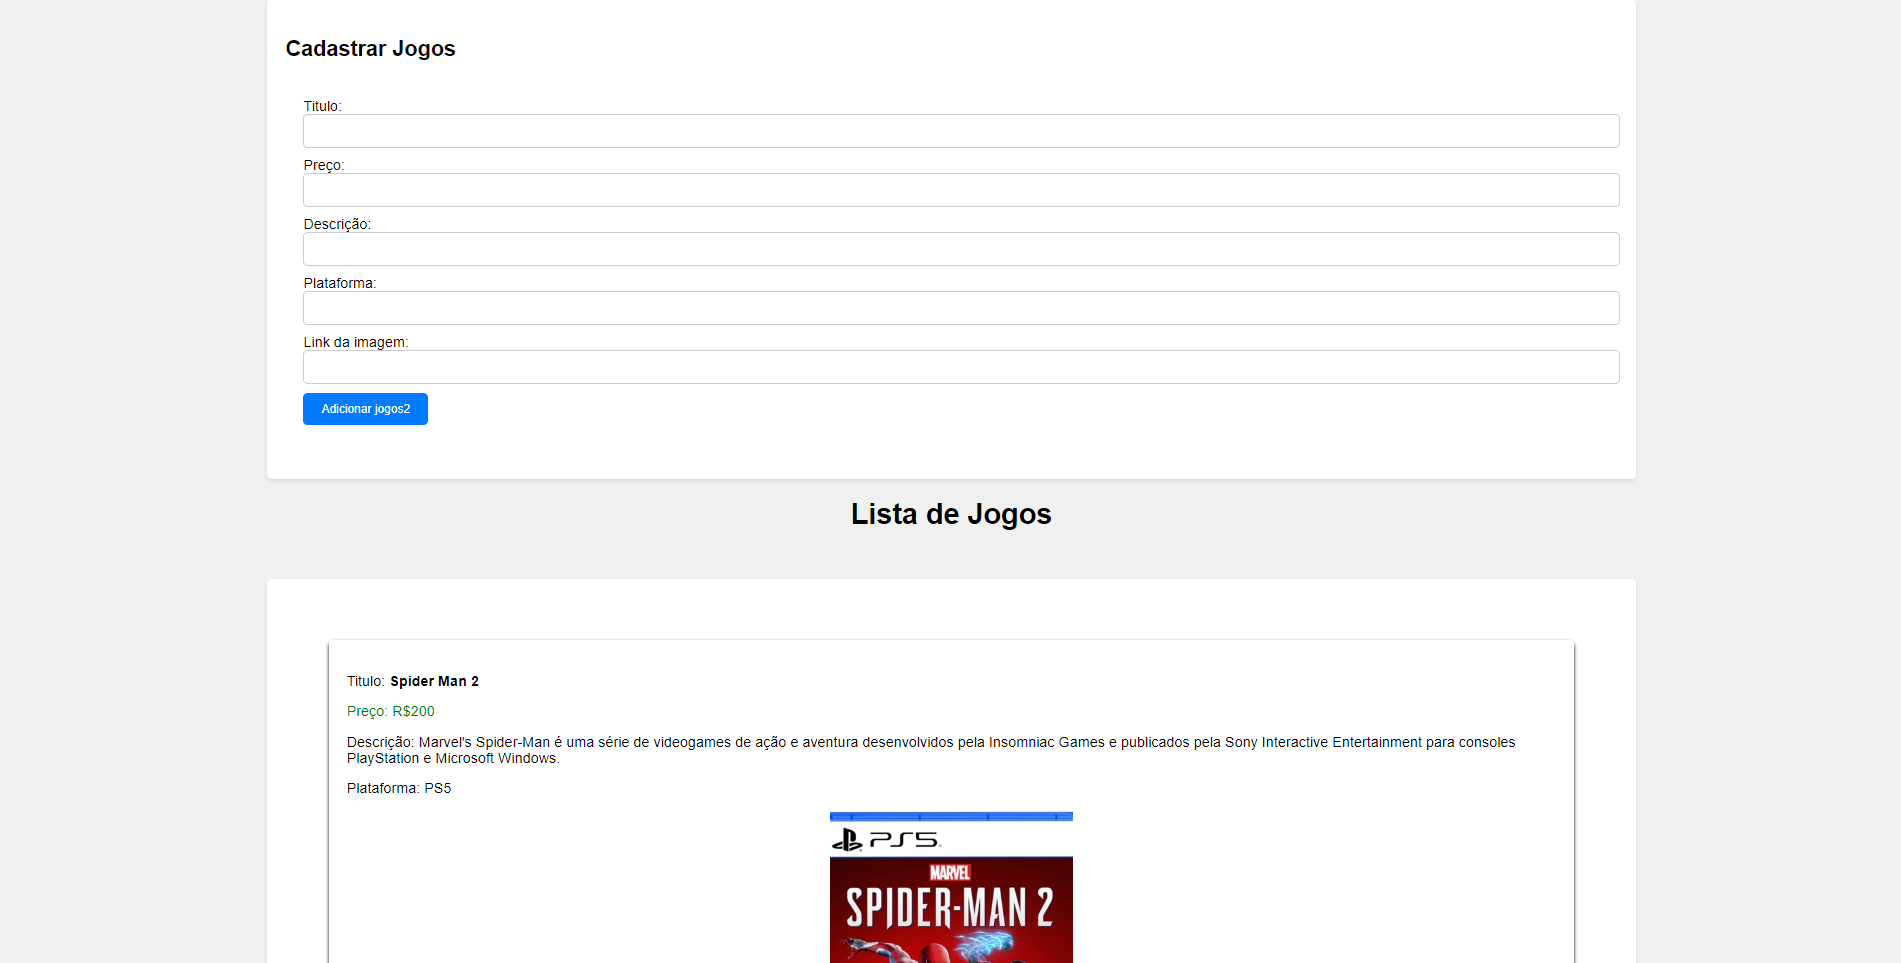 Cadastrar Jogos
Titulo:
Preço:
Descrição:
Plataforma:
Link da imagem:
Adicionar jogos2
Lista de Jogos
Titulo: Spider Man 2
Preço: R$200
Descrição: Marvel's Spider-Man é uma série de videogames de ação e aventura desenvolvidos pela Insomniac Games e publicados pela Sony Interactive Entertainment para consoles
PlayStation e Microsoft Windows.
Plataforma: PS5
PS5
MARVEL
SPIDER-MAN 2